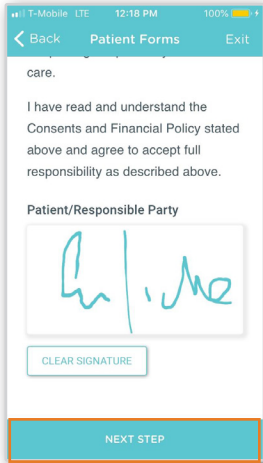 T-Mobile LTE 12:18 PM 100%
Back Patient Forms Exit
care.
I have read and understand the
Consents and Financial Policy stated
above and agree to accept full
responsibility as described above.
Patient/Responsible Party
CLEAR SIGNATURE
NEXT STEP